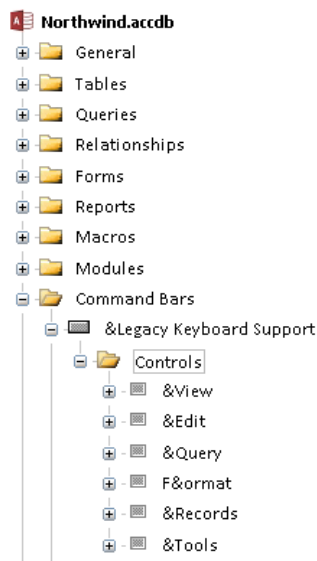 Northwind.accdb
General
Tables
Queries
Relationships
Forms
Reports
Macros
Modules
Command Bars
&Legacy Keyboard Support
Controls
&View
&Edit
&Query
F&ormat
&Records
&Tools